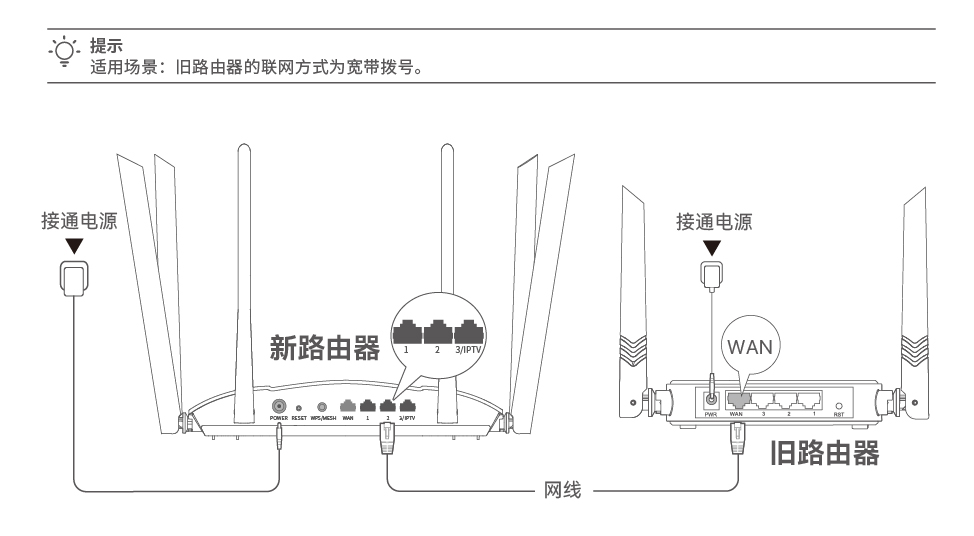 提示
适用场景：旧路由器的联网方式为宽带拨号。
接通电源
接通电源
新路由器
1 2 3/IPTV
WAN
POWER RESET WPS/MESH WAN 1 2 3/IPTV
PWR WAN 3 2 1 RST
旧路由器
网线